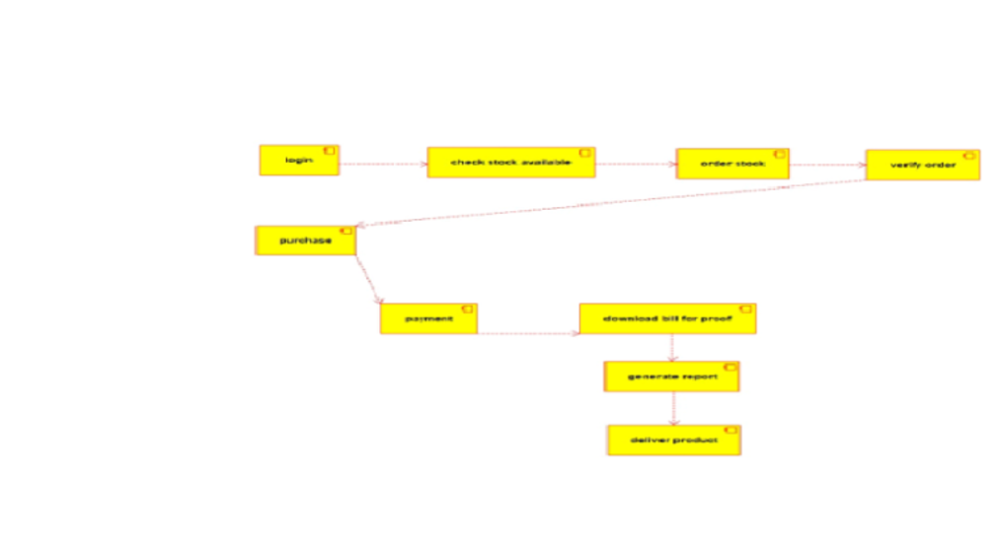 login
check stock available
order stock
verify order
purchase
payment
download bill for proof
generate report
deliver product